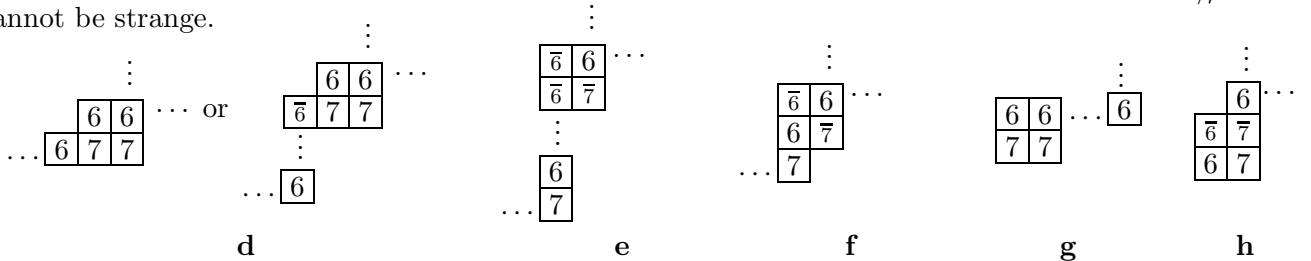 annot be strange.
⋮ ⋮ ⋮ ⋮ ⋮ ⋮
6 6 ⋯ or
⋯ 6 7 7
6 6 ⋯
6̅ 7 7
⋮
⋯ 6
6̅ 6 ⋯
6̅ 7̅
⋮
6
⋯ 7
6̅ 6 ⋯
6 7̅
⋯ 7
6 6 ⋯ 6
7 7
6 ⋯
6̅ 7̅
6 7
d e f g h